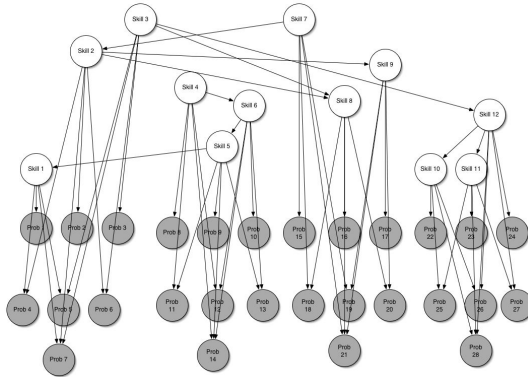 Skill 3
Skill 7
Skill 2
Skill 9
Skill 4
Skill 6
Skill 8
Skill 12
Skill 5
Skill 1
Skill 10
Skill 11
Prob
Prob 2
Prob 3
Prob 8
Prob 9
Prob
10
Prob
15
Prob
16
Prob
17
Prob
22
Prob
23
Prob
24
Prob 4
Prob 5
Prob 6
Prob
11
Prob
12
Prob
13
Prob
18
Prob
19
Prob
20
Prob
25
Prob
26
Prob
27
Prob 7
Prob
14
Prob
21
Prob
28